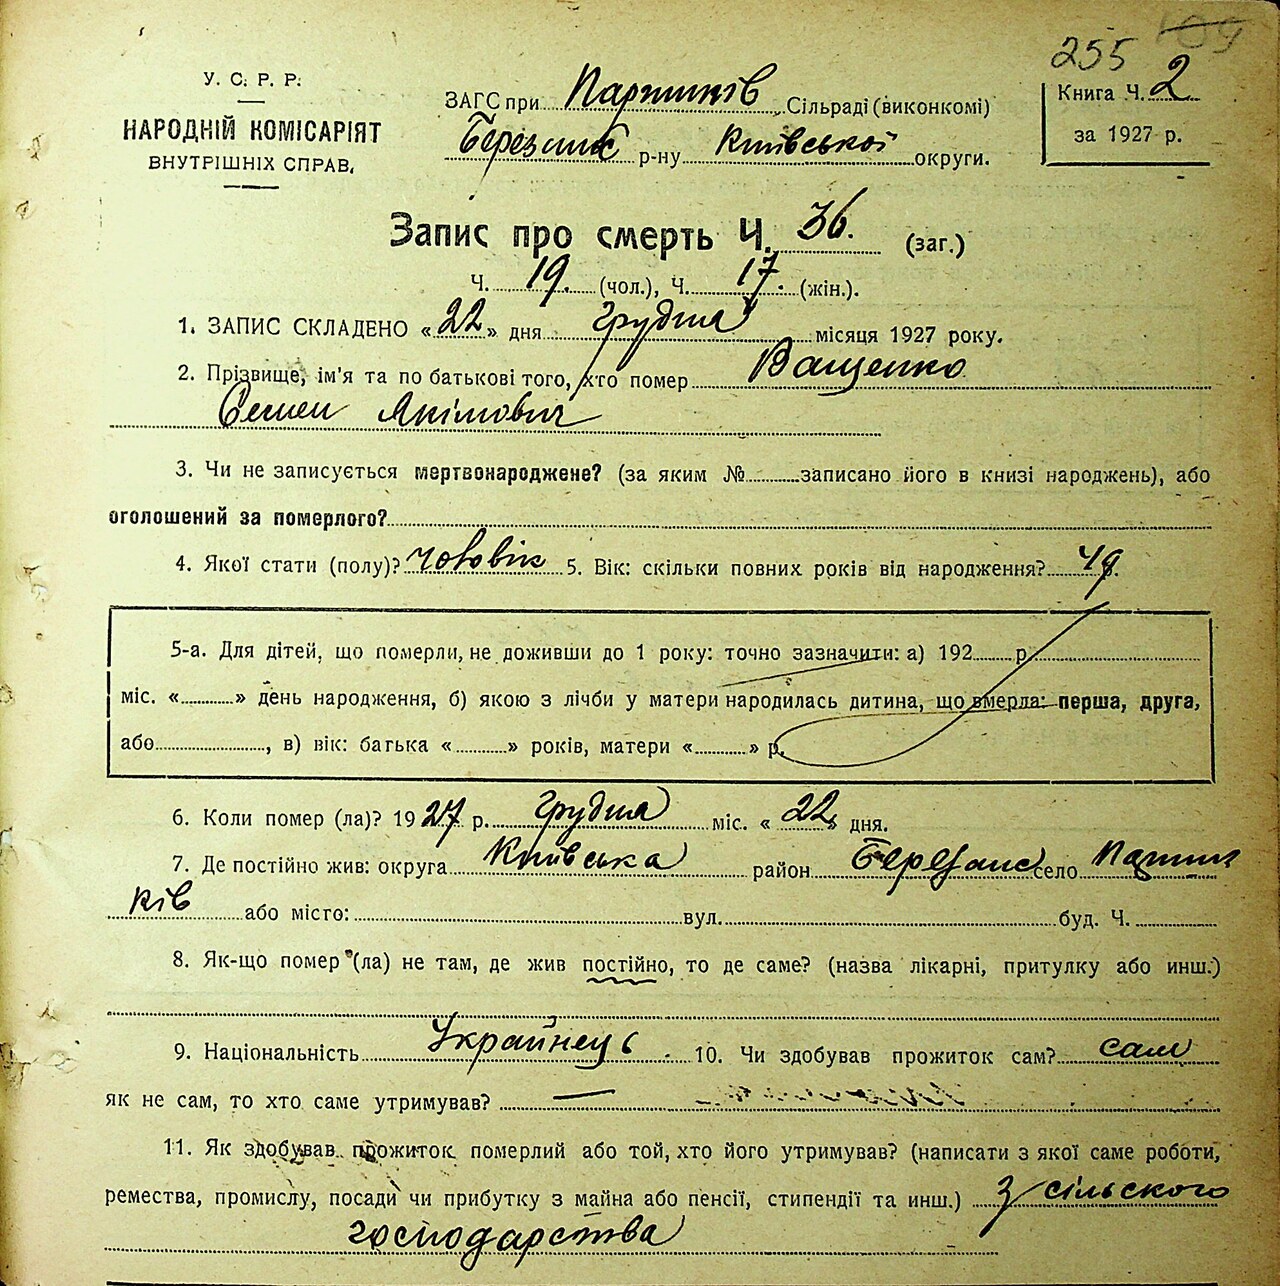 255 109
У. С. Р. Р.
НАРОДНІЙ КОМІСАРІЯТ
ВНУТРІШНІХ СПРАВ.
ЗАГС при Паришків Сільраді (виконкомі)
р-ну Київської округи.
Книга Ч. 2
за 1927 р.
Запис про смерть Ч. 36. (заг.)
Ч. 19. (чол.), Ч. 17. (жін.).
1. ЗАПИС СКЛАДЕНО «22» дня Грудня місяця 1927 року.
2. Прізвище, ім'я та по батькові того, хто помер Ващенко
Семен Якімович
3. Чи не записується мертвонароджене? (за яким № записано його в книзі народжень), або
оголошений за померлого?
4. Якої стати (полу)? 5. Вік: скільки повних років від народження? 49.
5-а. Для дітей, що померли, не доживши до 1 року: точно зазначити: а) 192 р.
міс. « » день народження, б) якою з лічби у матери народилась дитина, що вмерла: перша, друга,
або , в) вік: батька « » років, матери « » р.
6. Коли помер (ла)? 1927 р. Грудня міс. «22» дня.
7. Де постійно жив: округа Київська район Березанс село Париш
ків або місто: вул. буд. Ч.
8. Як-що помер (ла) не там, де жив постійно, то де саме? (назва лікарні, притулку або инш.)
9. Національність Украйнець. 10. Чи здобував прожиток сам? сам
як не сам, то хто саме утримував? —
11. Як здобував прожиток померлий або той, хто його утримував? (написати з якої саме роботи,
ремества, промислу, посади чи прибутку з майна або пенсії, стипендії та инш.) З сільського
господарства